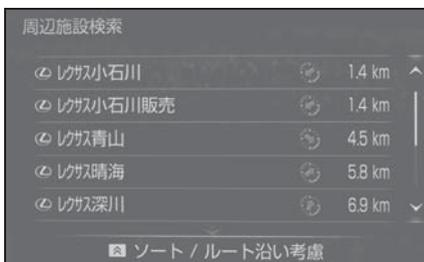 周辺施設検索
レクサス小石川 1.4 km
レクサス小石川販売 1.4 km
レクサス青山 4.5 km
レクサス晴海 5.8 km
レクサス深川 6.9 km
ソート / ルート沿い考慮